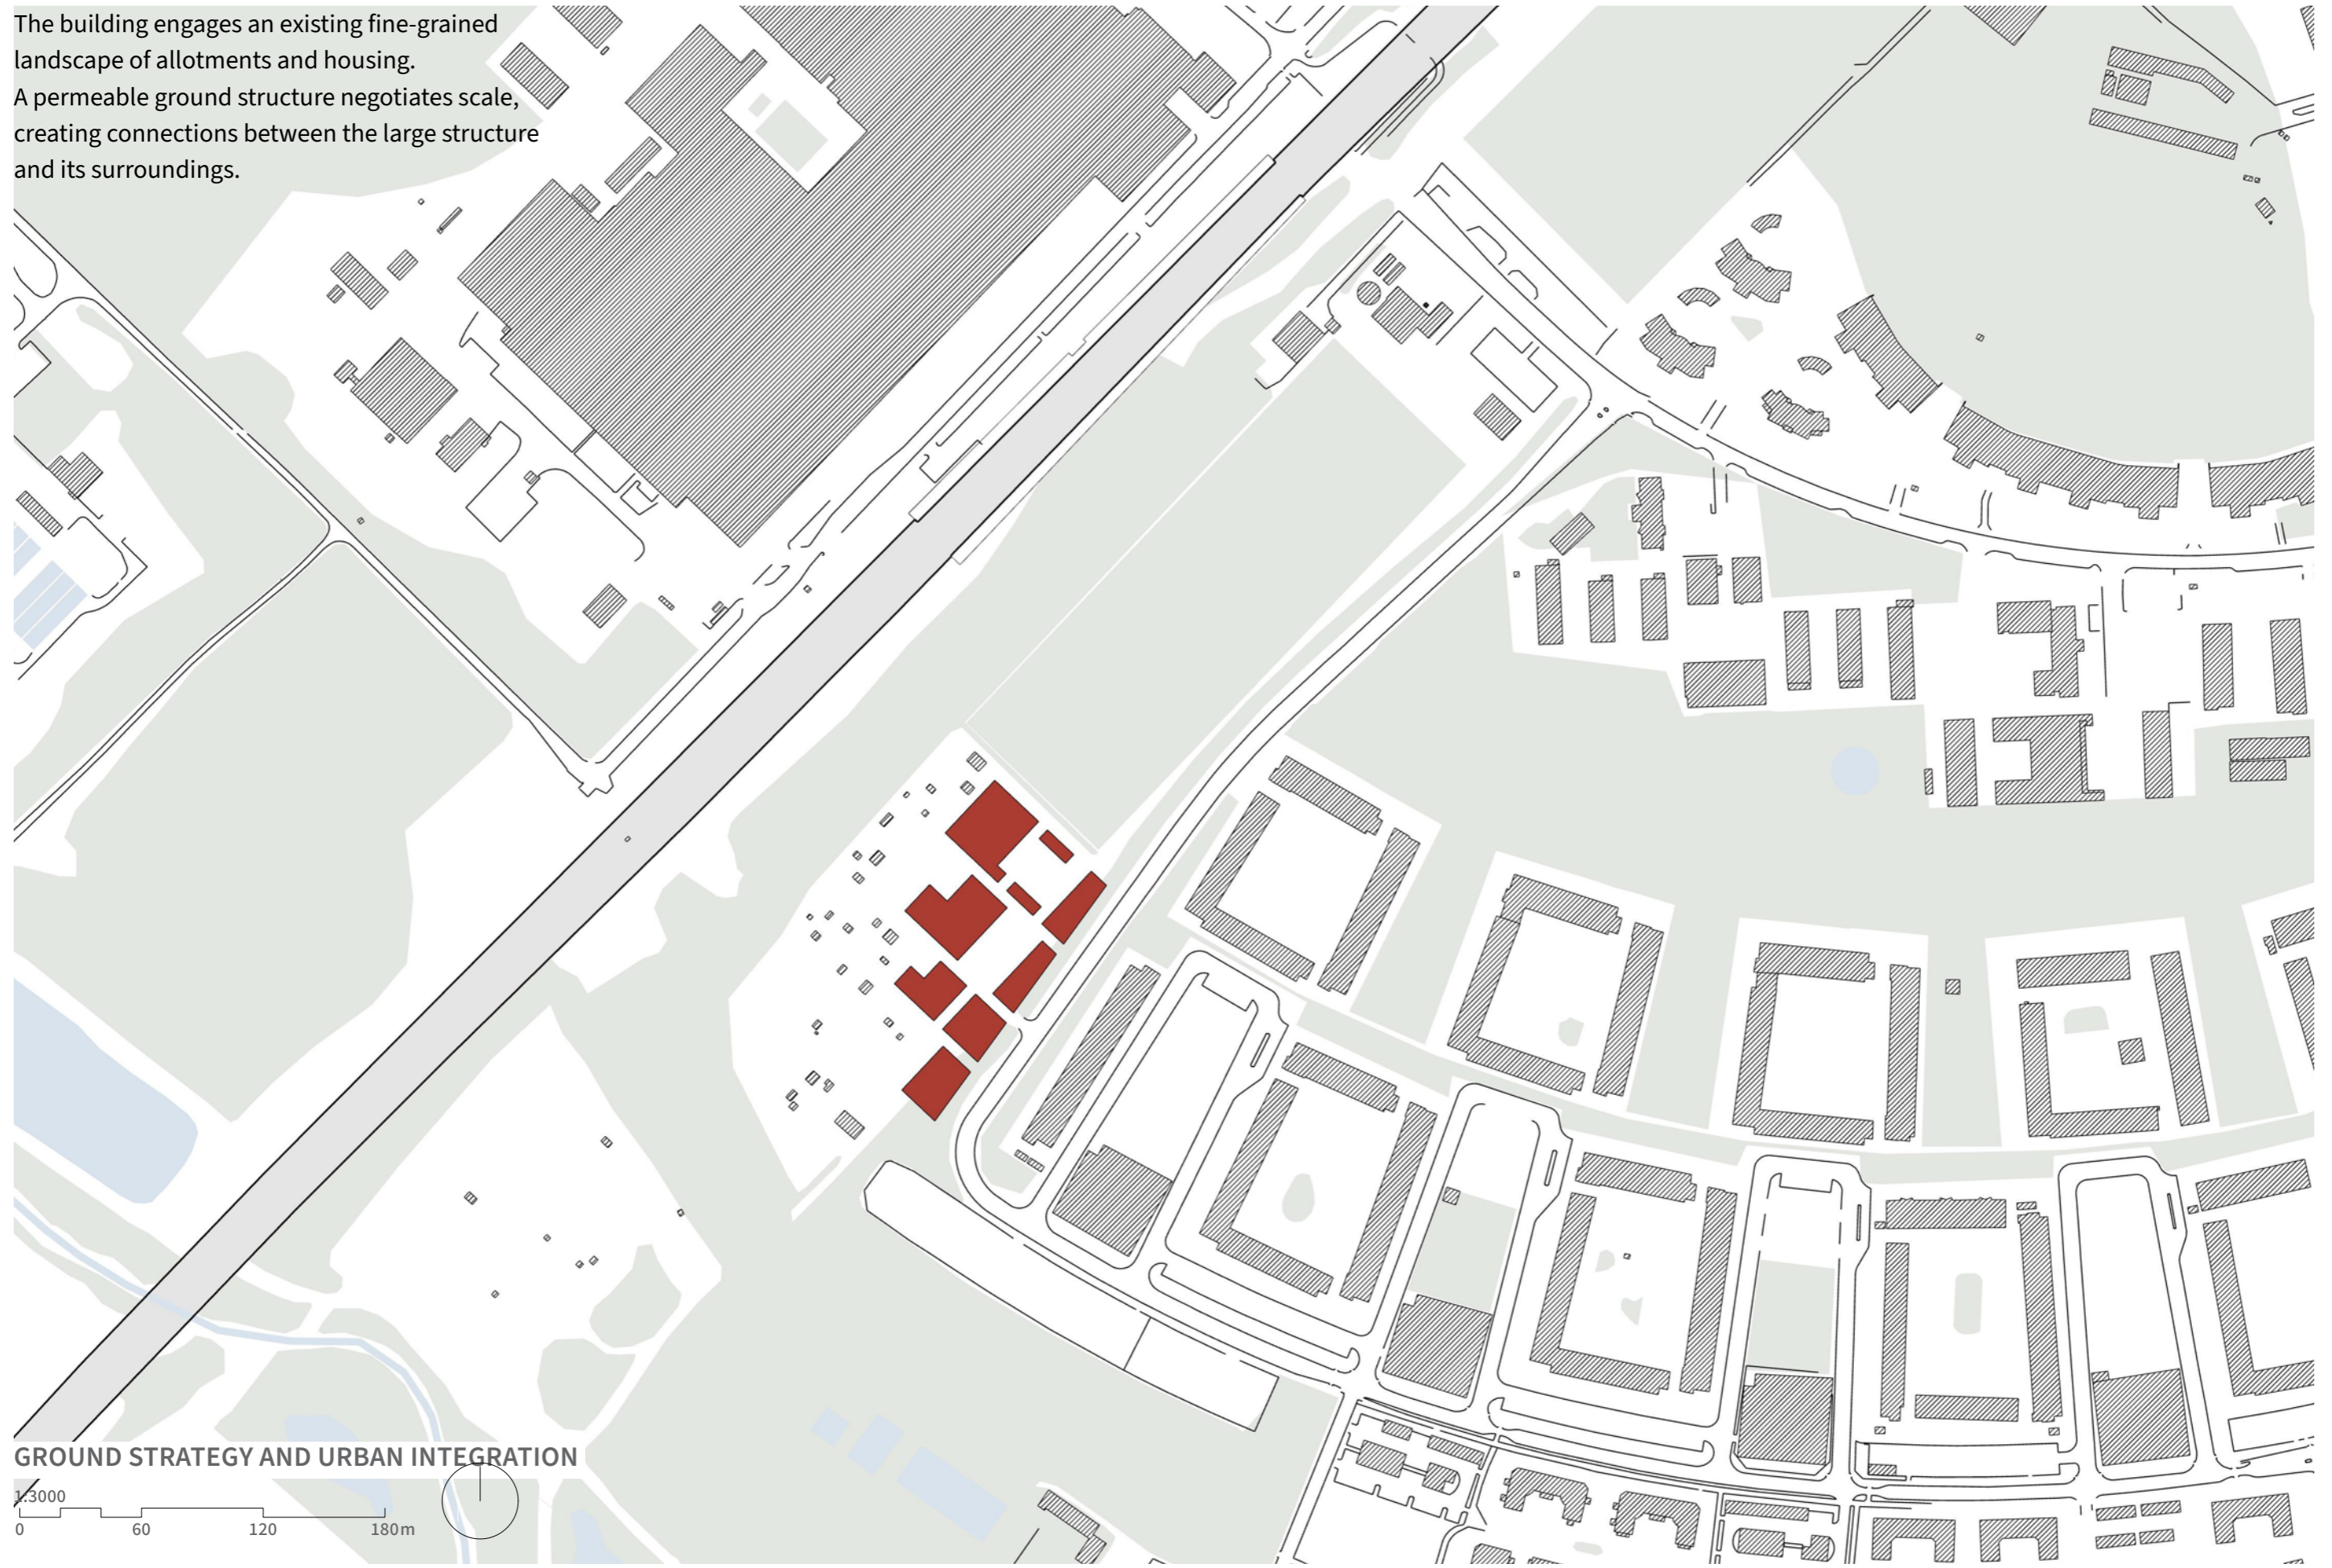 The building engages an existing fine-grained
landscape of allotments and housing.
A permeable ground structure negotiates scale,
creating connections between the large structure
and its surroundings.
GROUND STRATEGY AND URBAN INTEGRATION
1:3000
0 60 120 180m